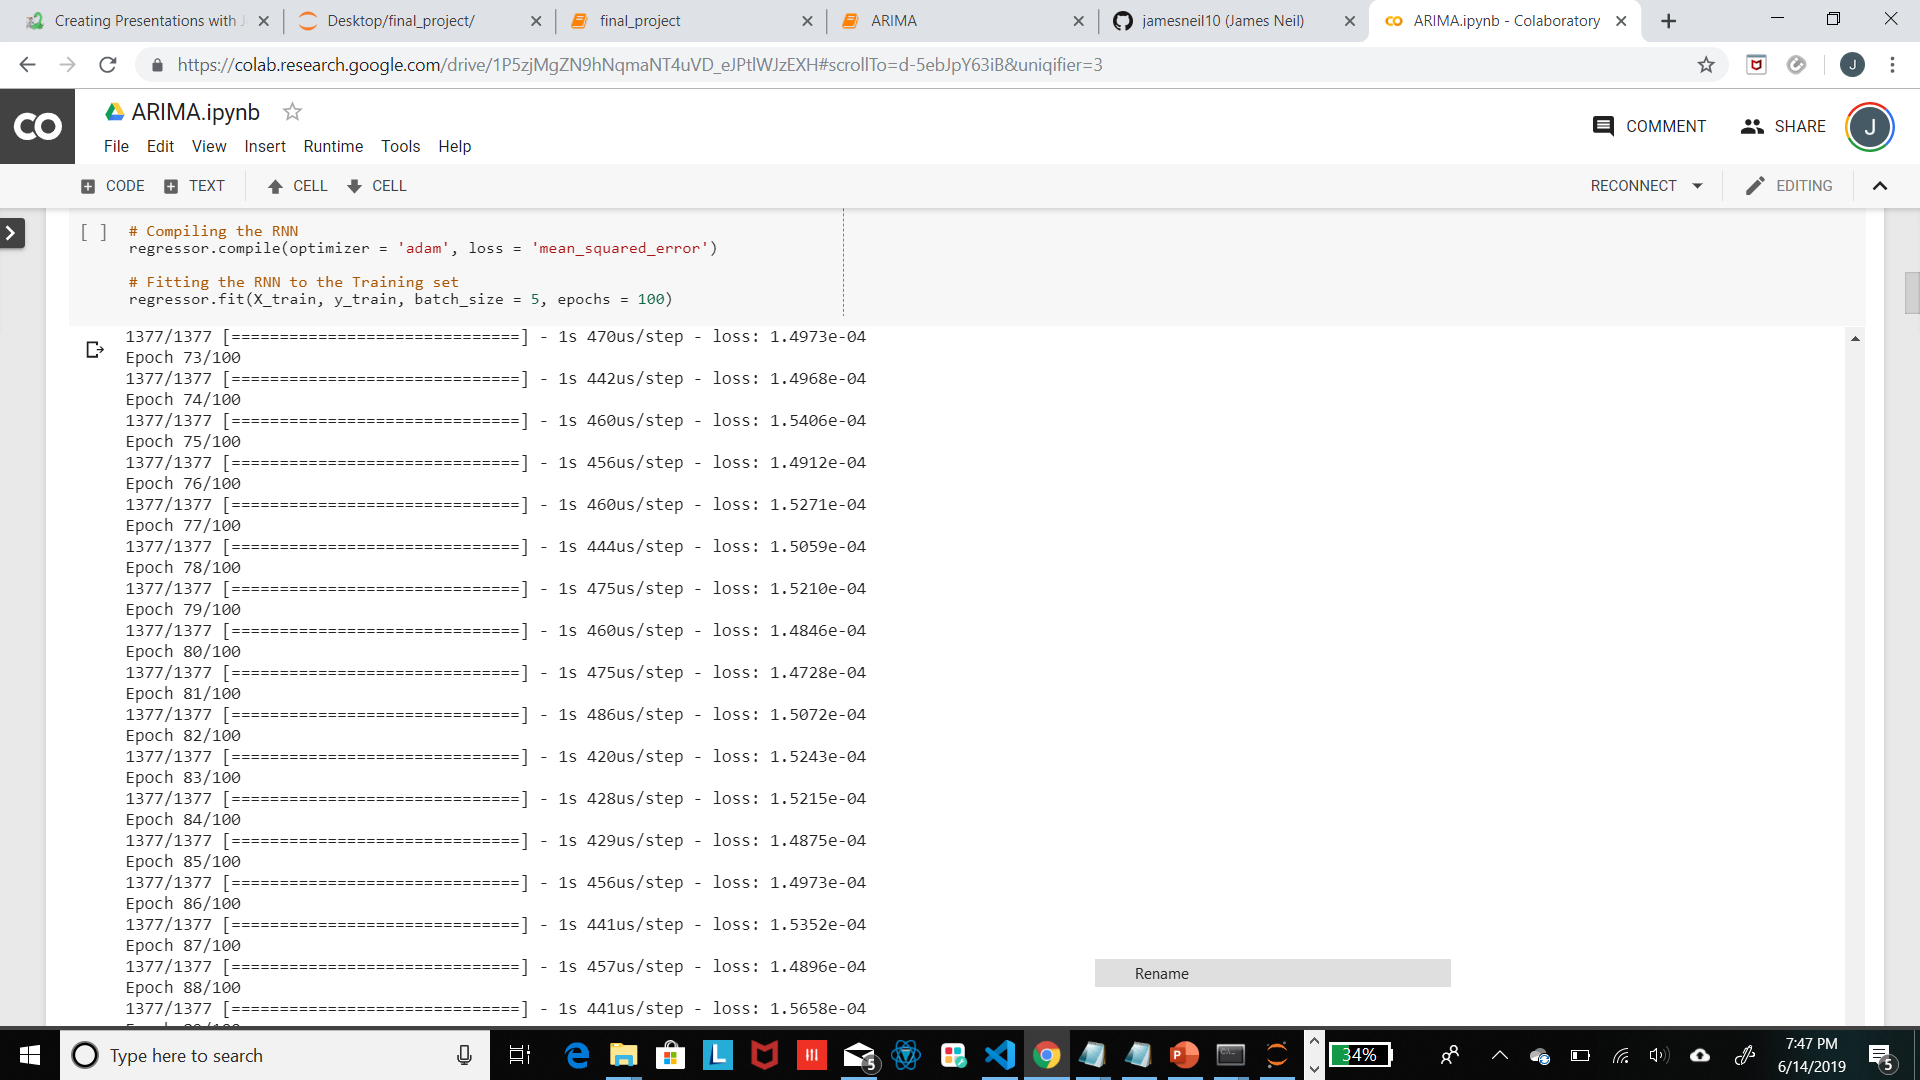 Creating Presentations with J
Desktop/final_project/
final_project
ARIMA
jamesneil10 (James Neil)
ARIMA.ipynb - Colaboratory
https://colab.research.google.com/drive/1P5zjMgZN9hNqmaNT4uVD_eJPtlWJzEXH#scrollTo=d-5ebJpY63iB&uniqifier=3
J
CO
ARIMA.ipynb
COMMENT
SHARE
J
File Edit View Insert Runtime Tools Help
CODE TEXT CELL CELL
RECONNECT
EDITING
[ ] # Compiling the RNN
regressor.compile(optimizer = 'adam', loss = 'mean_squared_error')
# Fitting the RNN to the Training set
regressor.fit(X_train, y_train, batch_size = 5, epochs = 100)
1377/1377 [==============================] - 1s 470us/step - loss: 1.4973e-04
Epoch 73/100
1377/1377 [==============================] - 1s 442us/step - loss: 1.4968e-04
Epoch 74/100
1377/1377 [==============================] - 1s 460us/step - loss: 1.5406e-04
Epoch 75/100
1377/1377 [==============================] - 1s 456us/step - loss: 1.4912e-04
Epoch 76/100
1377/1377 [==============================] - 1s 460us/step - loss: 1.5271e-04
Epoch 77/100
1377/1377 [==============================] - 1s 444us/step - loss: 1.5059e-04
Epoch 78/100
1377/1377 [==============================] - 1s 475us/step - loss: 1.5210e-04
Epoch 79/100
1377/1377 [==============================] - 1s 460us/step - loss: 1.4846e-04
Epoch 80/100
1377/1377 [==============================] - 1s 475us/step - loss: 1.4728e-04
Epoch 81/100
1377/1377 [==============================] - 1s 486us/step - loss: 1.5072e-04
Epoch 82/100
1377/1377 [==============================] - 1s 420us/step - loss: 1.5243e-04
Epoch 83/100
1377/1377 [==============================] - 1s 428us/step - loss: 1.5215e-04
Epoch 84/100
1377/1377 [==============================] - 1s 429us/step - loss: 1.4875e-04
Epoch 85/100
1377/1377 [==============================] - 1s 456us/step - loss: 1.4973e-04
Epoch 86/100
1377/1377 [==============================] - 1s 441us/step - loss: 1.5352e-04
Epoch 87/100
1377/1377 [==============================] - 1s 457us/step - loss: 1.4896e-04
Epoch 88/100
1377/1377 [==============================] - 1s 441us/step - loss: 1.5658e-04
Rename
Type here to search
5
34%
7:47 PM
6/14/2019
5